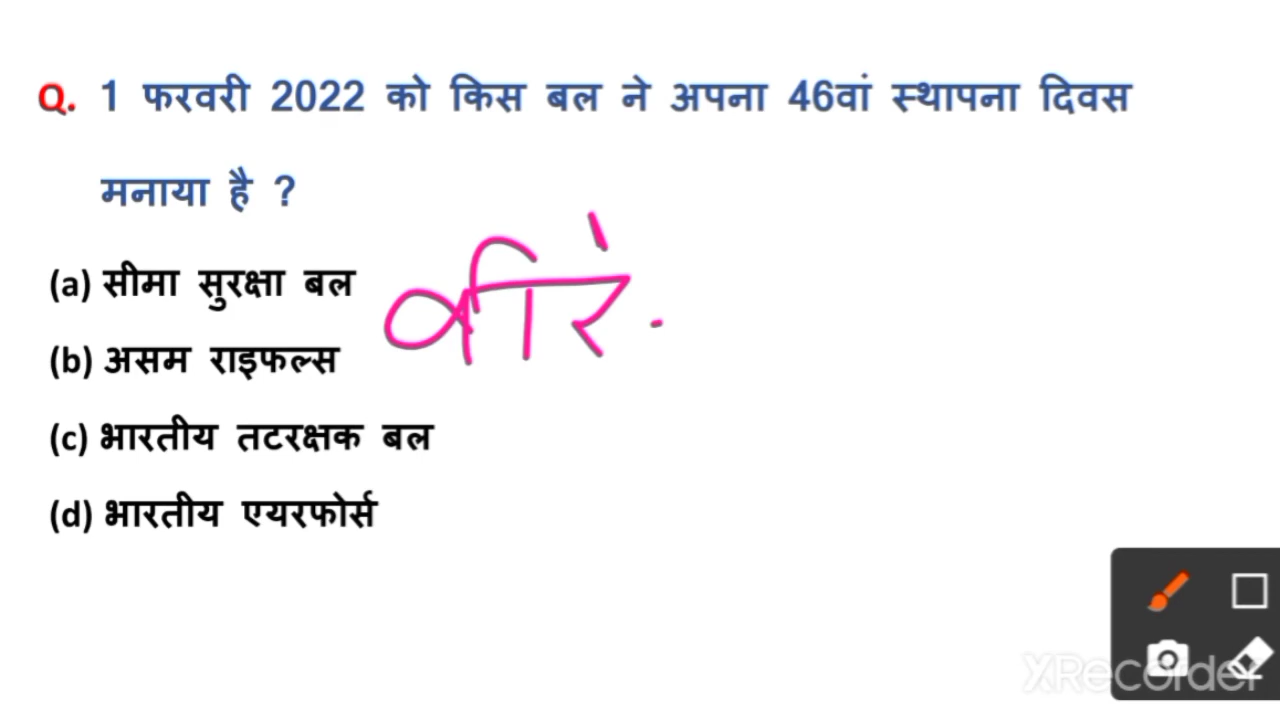 Q. 1 फरवरी 2022 को किस बल ने अपना 46वां स्थापना दिवस
मनाया है ?
(a) सीमा सुरक्षा बल
(b) असम राइफल्स
(c) भारतीय तटरक्षक बल
(d) भारतीय एयरफोर्स
XRecorder